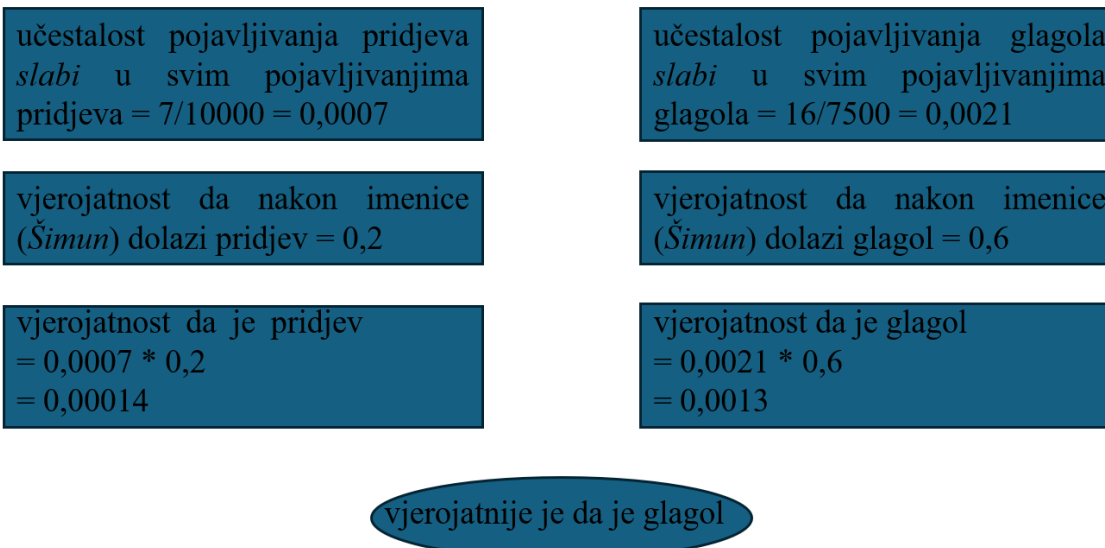 učestalost pojavljivanja pridjeva
slabi u svim pojavljivanjima
pridjeva = 7/10000 = 0,0007
učestalost pojavljivanja glagola
slabi u svim pojavljivanjima
glagola = 16/7500 = 0,0021
vjerojatnost da nakon imenice
(Šimun) dolazi pridjev = 0,2
vjerojatnost da nakon imenice
(Šimun) dolazi glagol = 0,6
vjerojatnost da je pridjev
= 0,0007 * 0,2
= 0,00014
vjerojatnost da je glagol
= 0,0021 * 0,6
= 0,0013
vjerojatnije je da je glagol